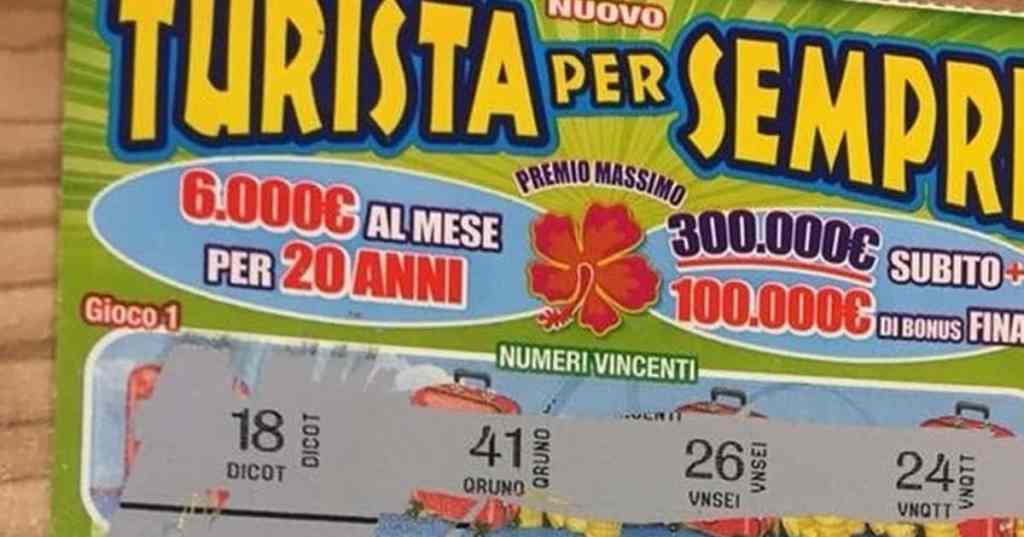 NUOVO
TURISTA PER SEMPRE
PREMIO MASSIMO
6.000€ AL MESE
PER 20 ANNI
300.000€ SUBITO+
100.000€ DI BONUS FINA
Gioco 1
NUMERI VINCENTI
18 DICOT
DICOT
41 QRUNO
QRUNO
26 VNSEI
VNSEI
24 VNQTT
VNQTT